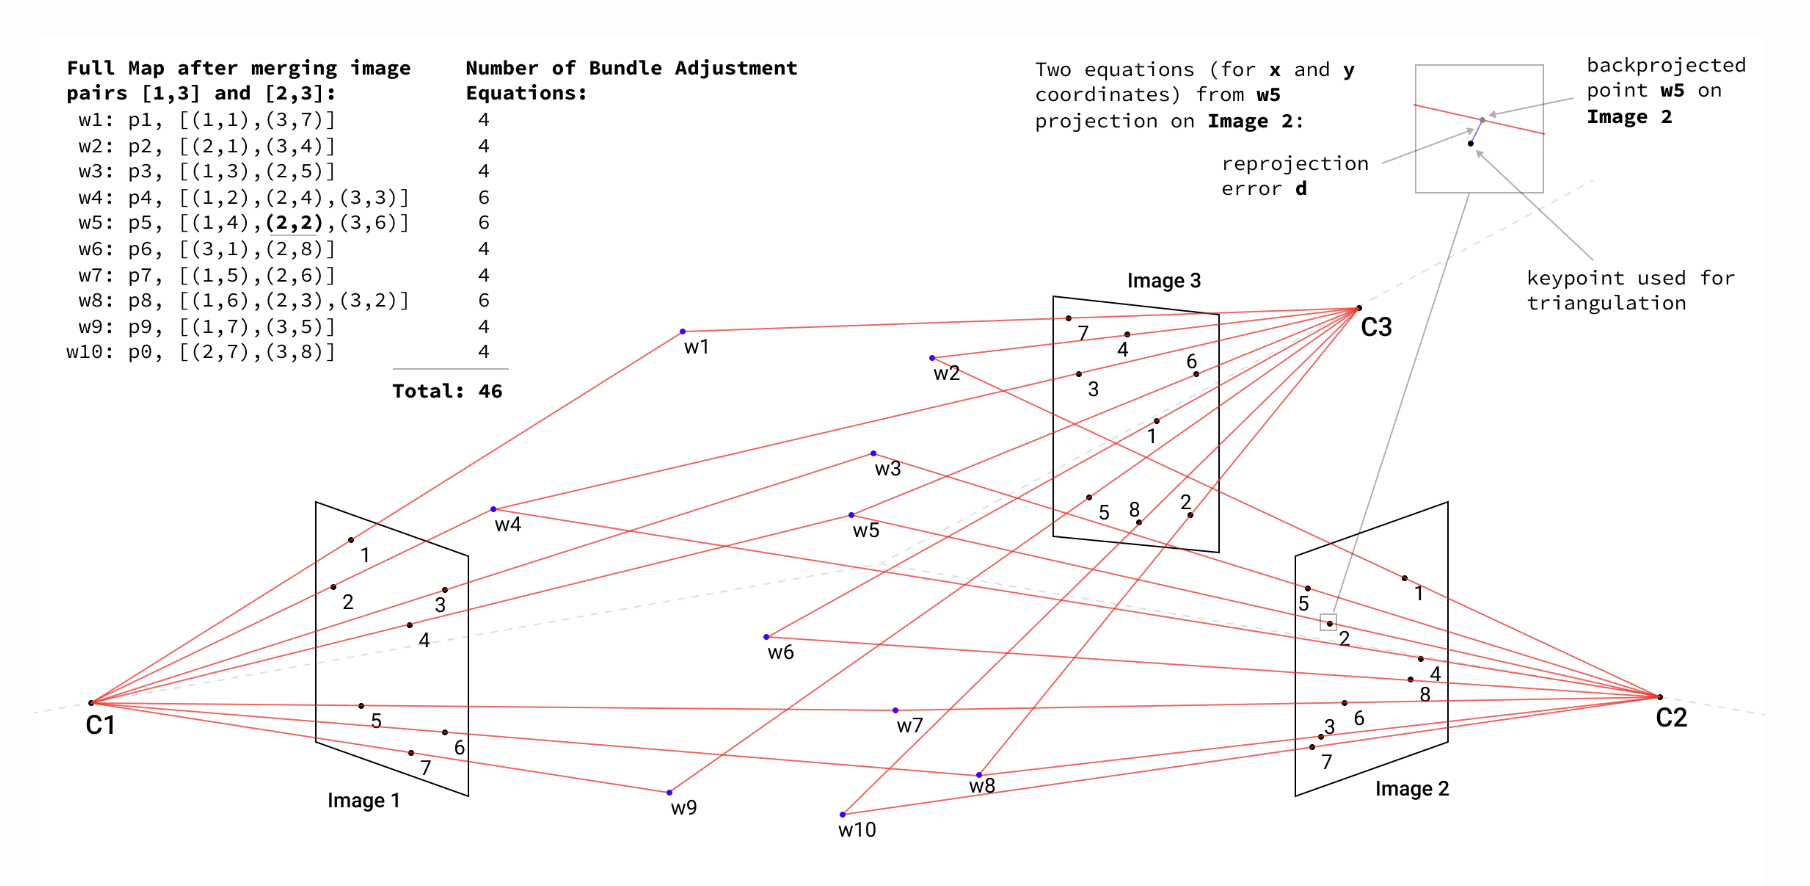 Full Map after merging image
pairs [1,3] and [2,3]:
w1: p1, [(1,1),(3,7)]
w2: p2, [(2,1),(3,4)]
w3: p3, [(1,3),(2,5)]
w4: p4, [(1,2),(2,4),(3,3)]
w5: p5, [(1,4),(2,2),(3,6)]
w6: p6, [(3,1),(2,8)]
w7: p7, [(1,5),(2,6)]
w8: p8, [(1,6),(2,3),(3,2)]
w9: p9, [(1,7),(3,5)]
w10: p0, [(2,7),(3,8)]
Number of Bundle Adjustment
Equations:
4
4
4
6
6
4
4
6
4
4
Total: 46
Two equations (for x and y
coordinates) from w5
projection on Image 2:
reprojection
error d
backprojected
point w5 on
Image 2
keypoint used for
triangulation
Image 3
7
4
3
6
1
5
8
2
C3
w1
w2
w3
w4
w5
w6
w7
w8
w9
w10
1
2
3
4
5
6
7
C1
Image 1
1
5
2
4
8
6
3
7
C2
Image 2